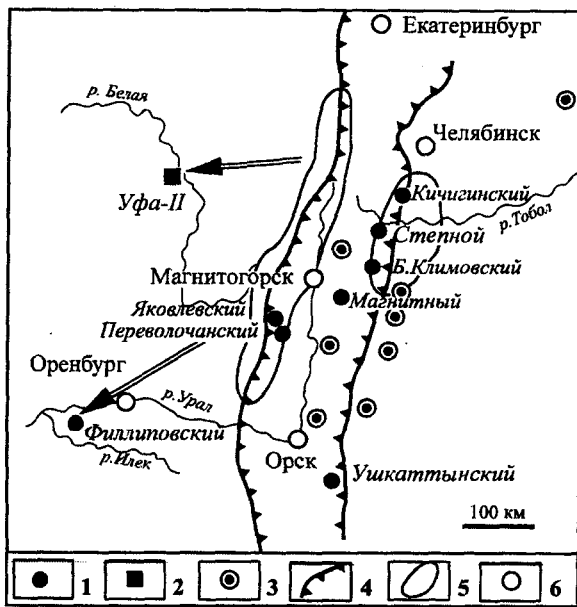 Екатеринбург
р. Белая
Челябинск
Кичигинский
Уфа-II
р.Тобол
Степной
Б.Климовский
Магнитогорск
Магнитный
Яковлевский
Переволочанский
Оренбург
р.Урал
Филлиповский
р.Илек
Орск
Ушкаттынский
100 км
1 2 3 4 5 6